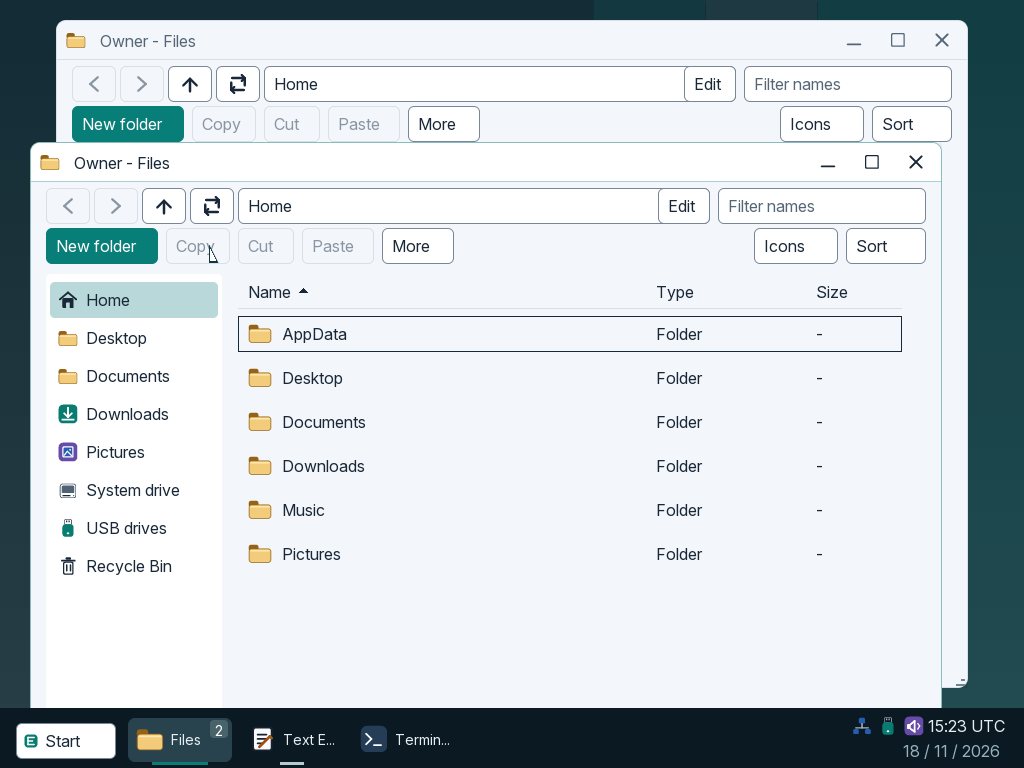 Owner - Files
Home
Edit
Filter names
New folder
Copy
Cut
Paste
More
Icons
Sort
Owner - Files
Home
Edit
Filter names
New folder
Copy
Cut
Paste
More
Icons
Sort
Home
Desktop
Documents
Downloads
Pictures
System drive
USB drives
Recycle Bin
Name Type Size
AppData Folder -
Desktop Folder -
Documents Folder -
Downloads Folder -
Music Folder -
Pictures Folder -
Start
Files
2
Text E...
Termin...
15:23 UTC
18 / 11 / 2026